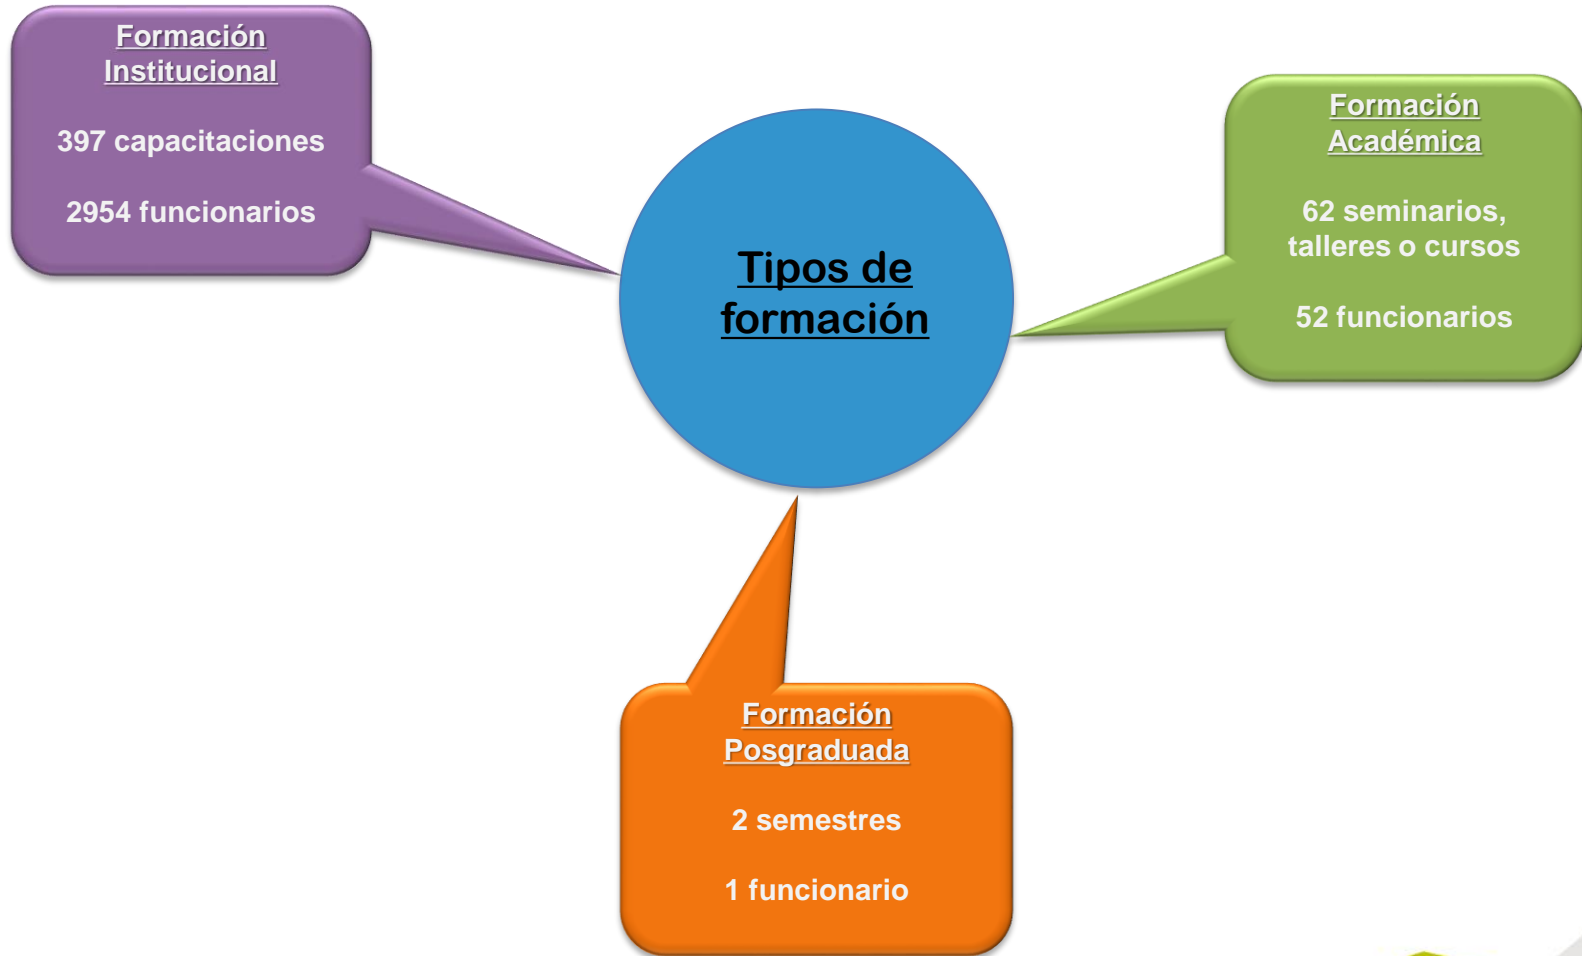 Formación
Institucional
397 capacitaciones
2954 funcionarios
Tipos de
formación
Formación
Académica
62 seminarios,
talleres o cursos
52 funcionarios
Formación
Posgraduada
2 semestres
1 funcionario